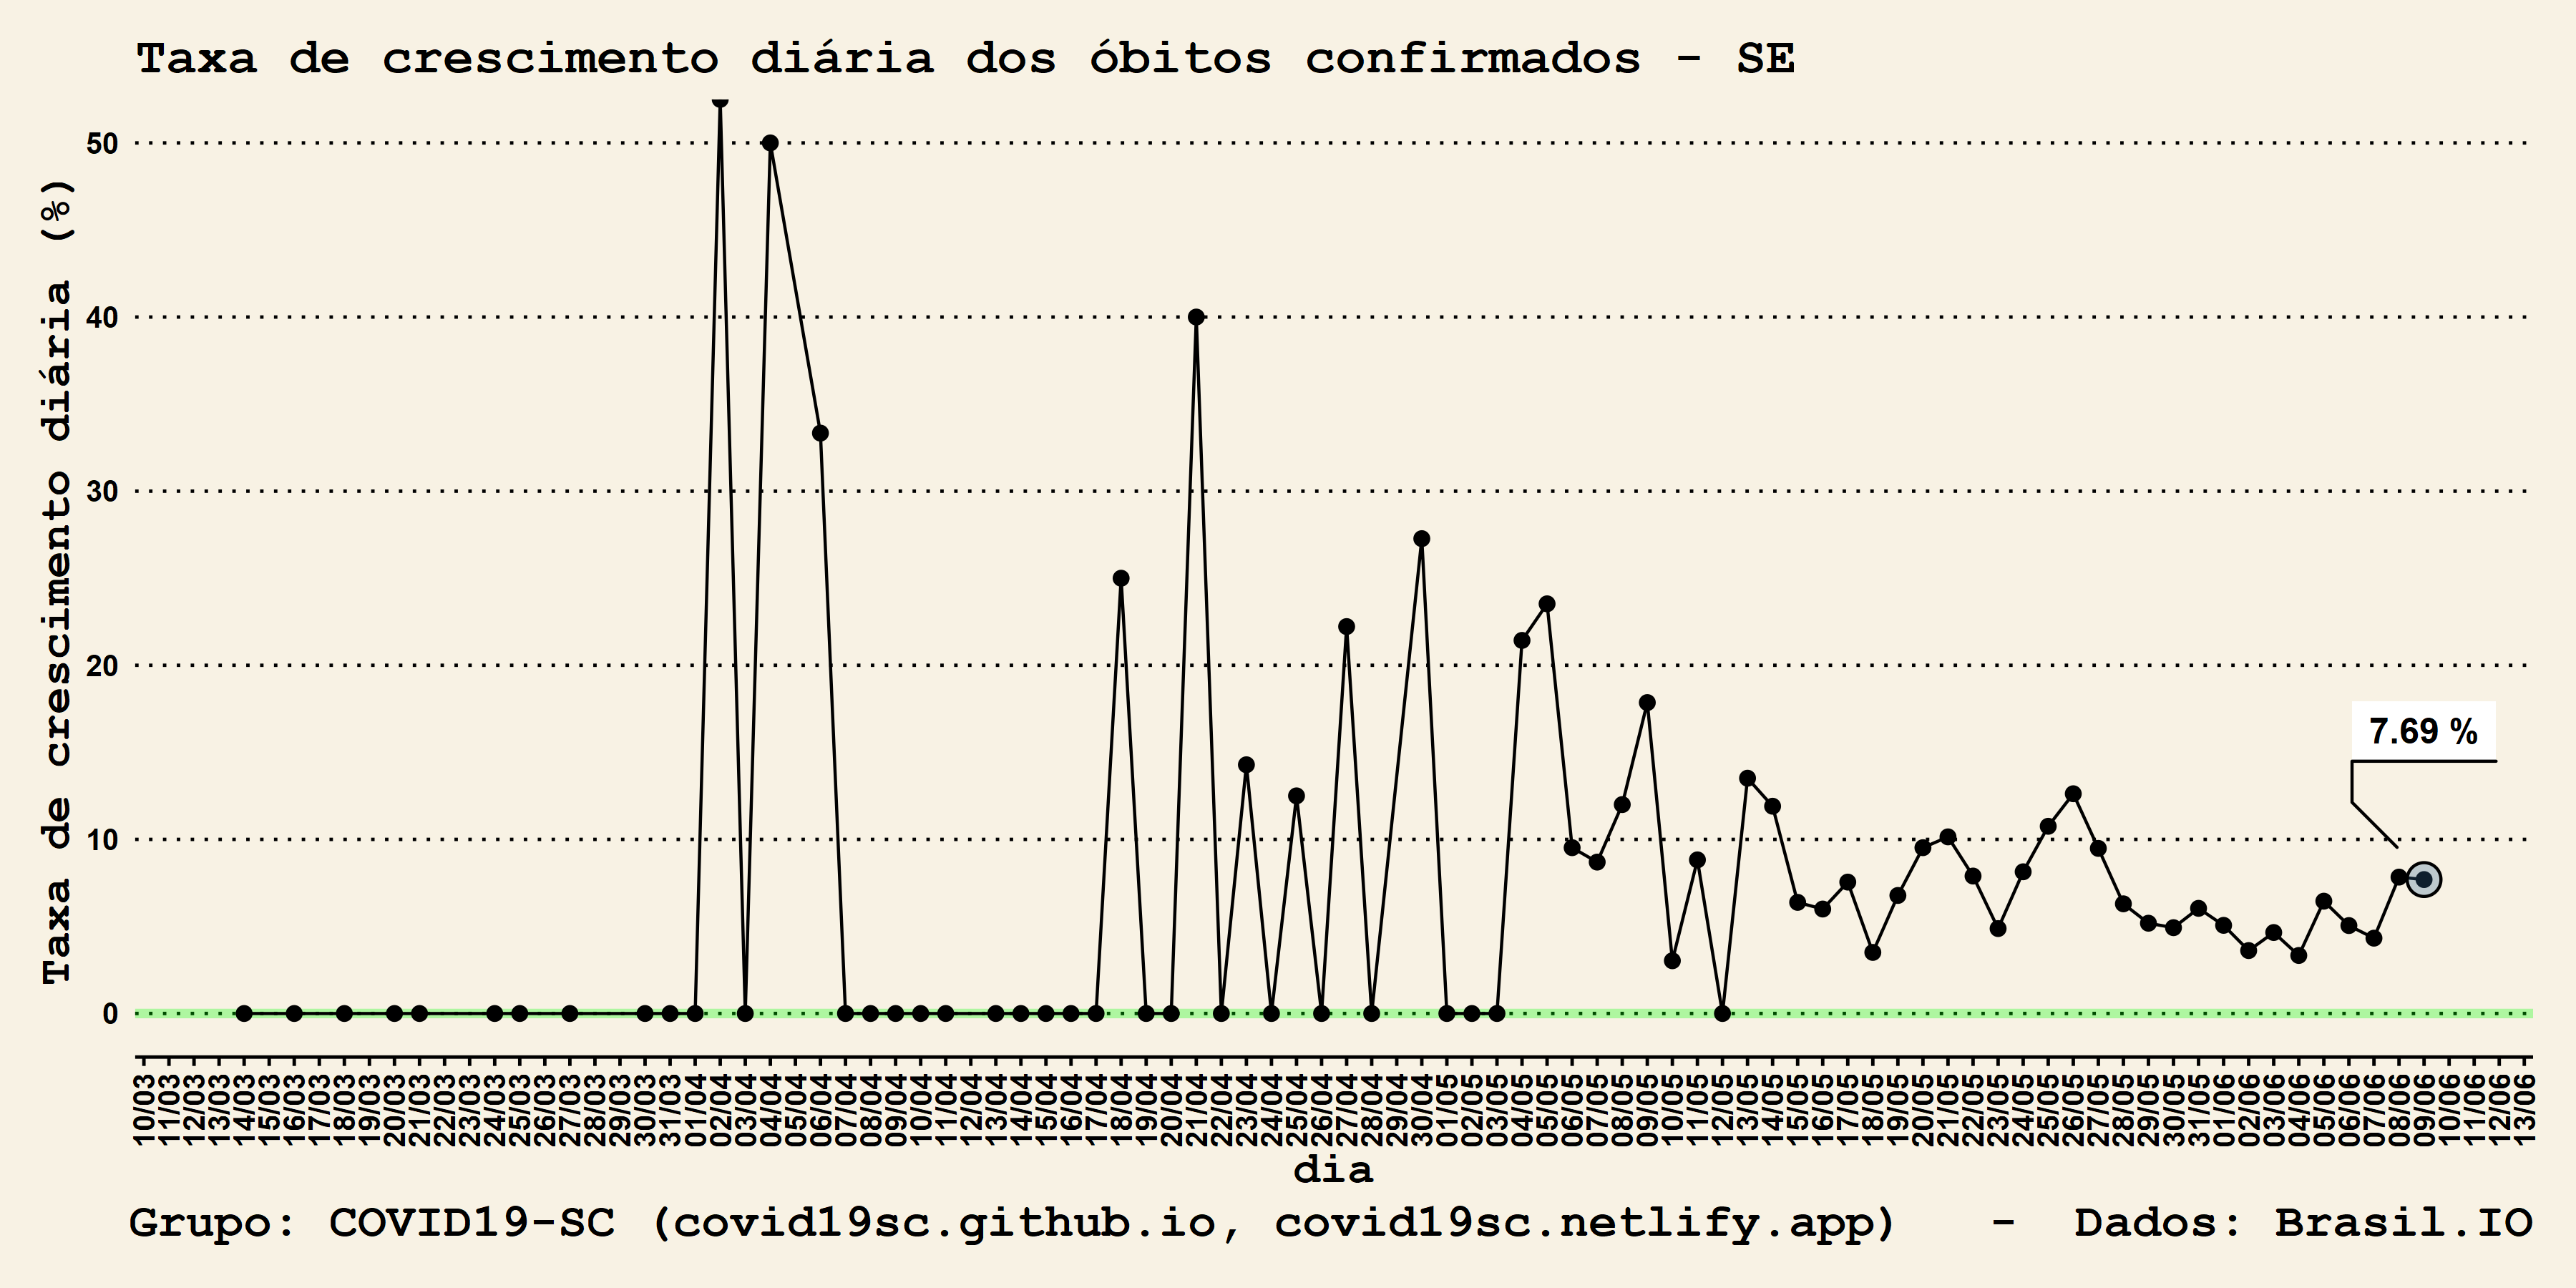 Taxa de crescimento diária dos óbitos confirmados - SE
Taxa de crescimento diária (%)
50
40
30
20
10
0
7.69 %
10/03 11/03 12/03 13/03 14/03 15/03 16/03 17/03 18/03 19/03 20/03 21/03 22/03 23/03 24/03 25/03 26/03 27/03 28/03 29/03 30/03 31/03 01/04 02/04 03/04 04/04 05/04 06/04 07/04 08/04 09/04 10/04 11/04 12/04 13/04 14/04 15/04 16/04 17/04 18/04 19/04 20/04 21/04 22/04 23/04 24/04 25/04 26/04 27/04 28/04 29/04 30/04 01/05 02/05 03/05 04/05 05/05 06/05 07/05 08/05 09/05 10/05 11/05 12/05 13/05 14/05 15/05 16/05 17/05 18/05 19/05 20/05 21/05 22/05 23/05 24/05 25/05 26/05 27/05 28/05 29/05 30/05 31/05 01/06 02/06 03/06 04/06 05/06 06/06 07/06 08/06 09/06 10/06 11/06 12/06 13/06
dia
Grupo: COVID19-SC (covid19sc.github.io, covid19sc.netlify.app) - Dados: Brasil.IO